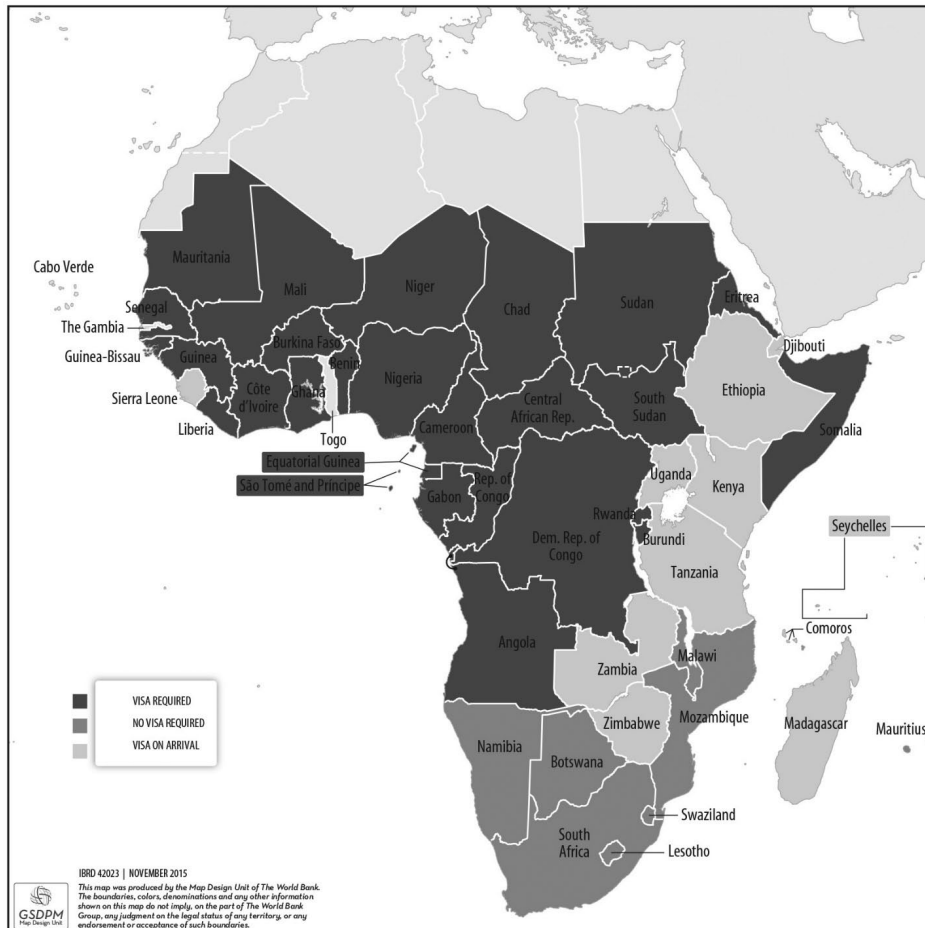 Mauritania
Cabo Verde
Mali
Niger
Chad
Sudan
Eritrea
Senegal
The Gambia
Guinea-Bissau
Guinea
Burkina Faso
Benin
Djibouti
Nigeria
Ethiopia
Sierra Leone
Côte
d'Ivoire
Ghana
Central
African Rep.
South
Sudan
Somalia
Liberia
Togo
Cameroon
Equatorial Guinea
São Tomé and Príncipe
Gabon
Rep. of
Congo
Uganda
Kenya
Rwanda
Burundi
Dem. Rep. of
Congo
Tanzania
Seychelles
Comoros
Angola
Malawi
Zambia
Mozambique
Zimbabwe
Madagascar
Mauritius
Namibia
Botswana
Swaziland
South
Africa
Lesotho
VISA REQUIRED
NO VISA REQUIRED
VISA ON ARRIVAL
IBRD 42023 | NOVEMBER 2015
This map was produced by the Map Design Unit of The World Bank.
The boundaries, colors, denominations and any other information
shown on this map do not imply, on the part of The World Bank
Group, any judgment on the legal status of any territory, or any
endorsement or acceptance of such boundaries.
GSDPM
Map Design Unit